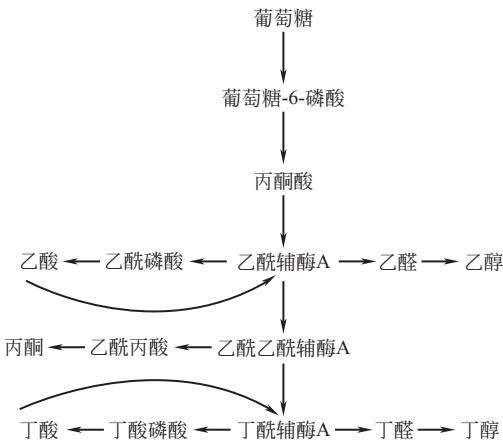 葡萄糖
葡萄糖-6-磷酸
丙酮酸
乙酸 乙酰磷酸 乙酰辅酶A 乙醛 乙醇
丙酮 乙酰丙酸 乙酰乙酰辅酶A
丁酸 丁酸磷酸 丁酰辅酶A 丁醛 丁醇